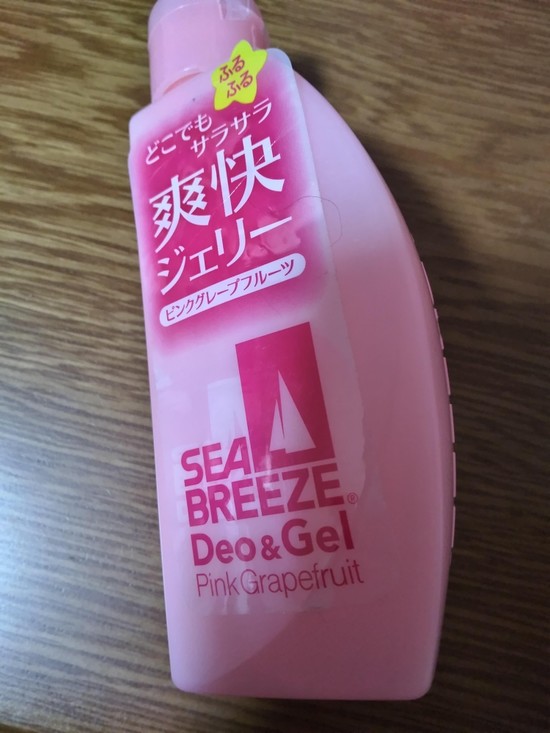 ふる
ふる
どこでも
サラサラ
爽快
ジェリー
ピンクグレープフルーツ
SEA
BREEZE®
Deo&Gel
Pink Grapefruit